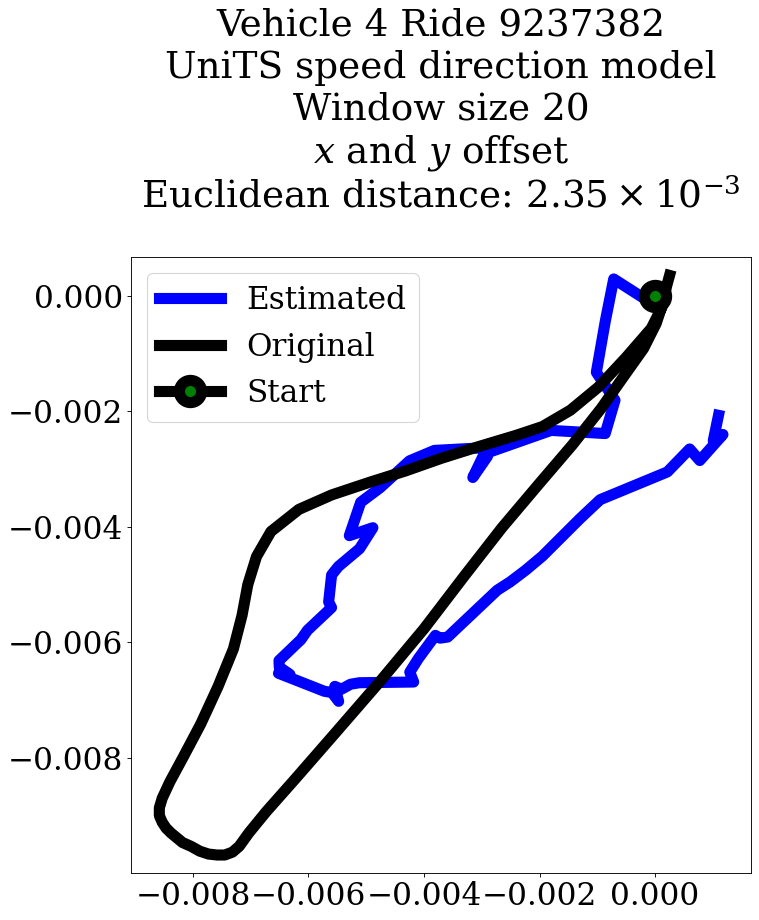 Vehicle 4 Ride 9237382
UniTS speed direction model
Window size 20
x and y offset
Euclidean distance: 2.35 × 10⁻³
Estimated
Original
Start
0.000
−0.002
−0.004
−0.006
−0.008
−0.008 −0.006 −0.004 −0.002 0.000